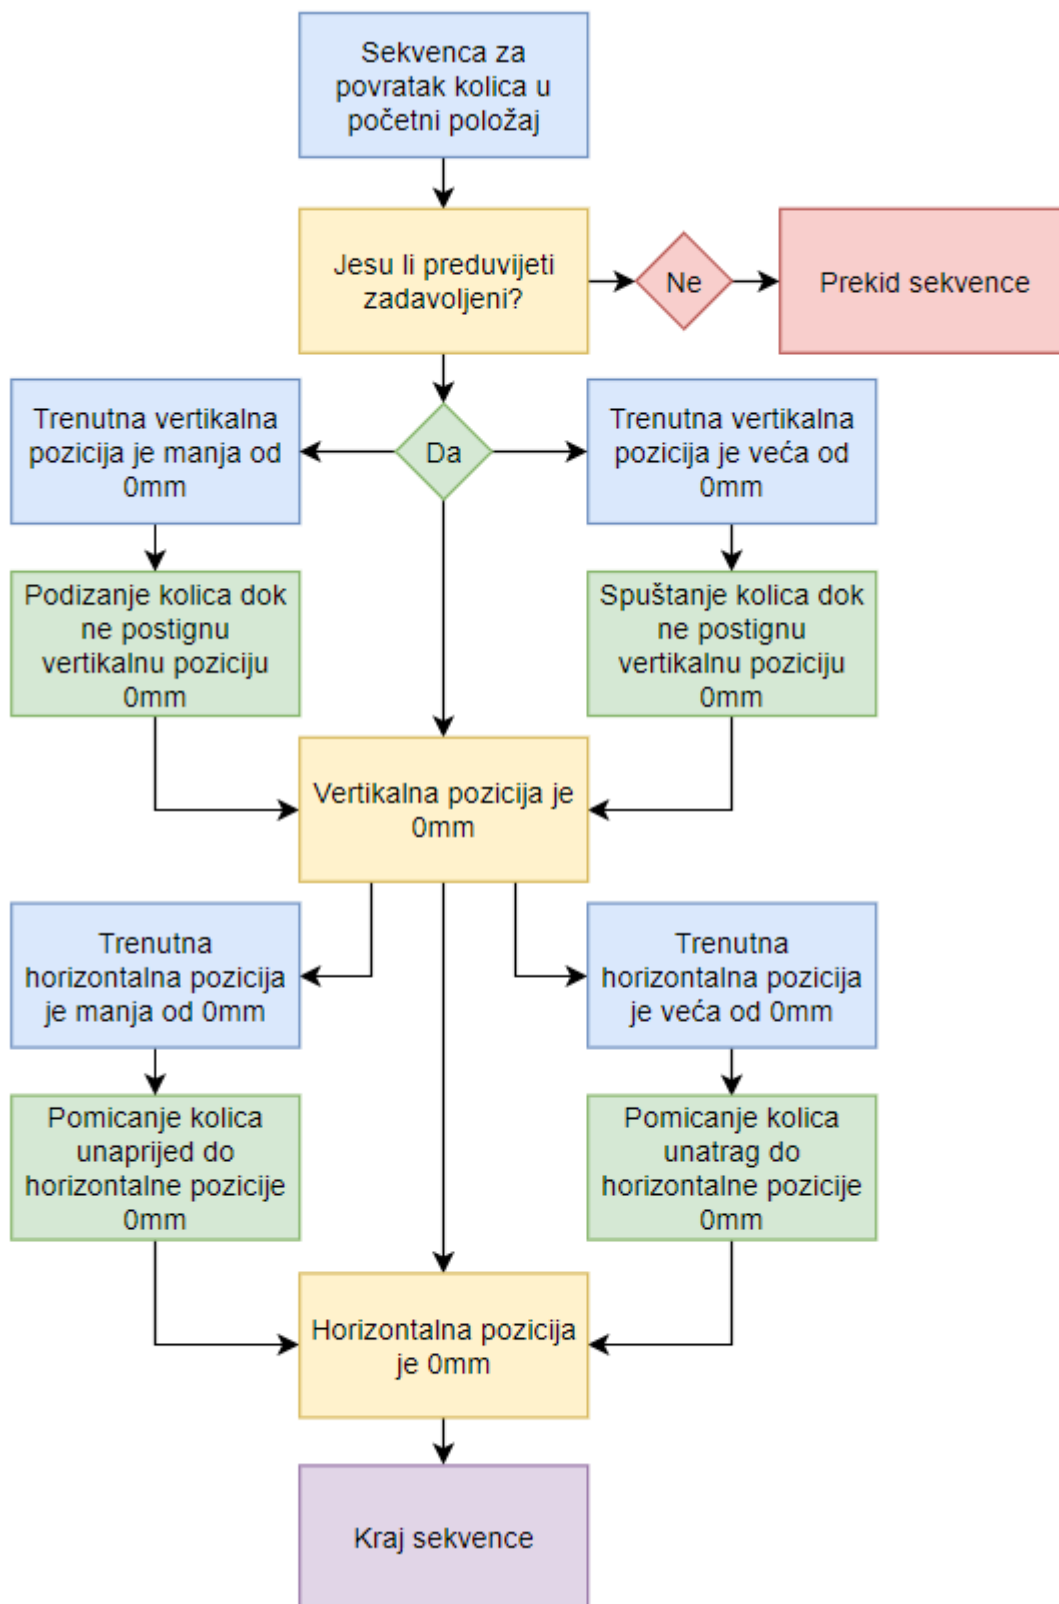 Sekvenca za
povratak kolica u
početni položaj
Jesu li preduvijeti
zadavoljeni?
Ne
Prekid sekvence
Da
Trenutna vertikalna
pozicija je manja od
0mm
Trenutna vertikalna
pozicija je veća od
0mm
Podizanje kolica dok
ne postignu
vertikalnu poziciju
0mm
Spuštanje kolica dok
ne postignu
vertikalnu poziciju
0mm
Vertikalna pozicija je
0mm
Trenutna
horizontalna pozicija
je manja od 0mm
Trenutna
horizontalna pozicija
je veća od 0mm
Pomicanje kolica
unaprijed do
horizontalne pozicije
0mm
Pomicanje kolica
unatrag do
horizontalne pozicije
0mm
Horizontalna pozicija
je 0mm
Kraj sekvence